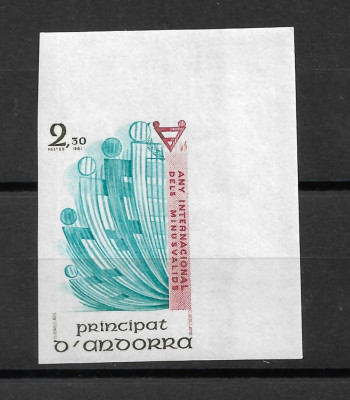 2,30
POSTES 1981
ANY INTERNACIONAL
DELS MINUSVALIDS
principat
d'andorra